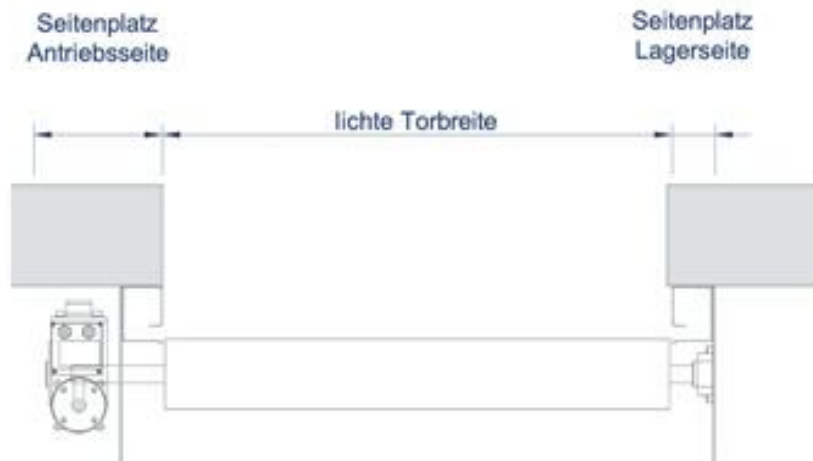 Seitenplatz
Antriebsseite
Seitenplatz
Lagerseite
lichte Torbreite